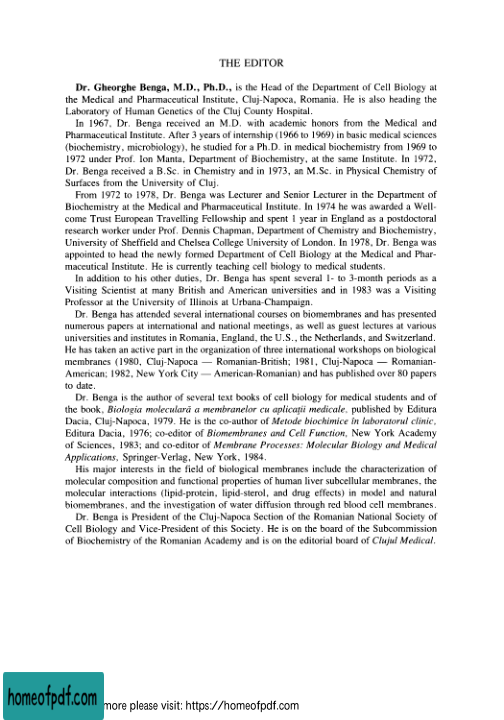 THE EDITOR
Dr. Gheorghe Benga, M.D., Ph.D., is the Head of the Department of Cell Biology at
the Medical and Pharmaceutical Institute, Cluj-Napoca, Romania. He is also heading the
Laboratory of Human Genetics of the Cluj County Hospital.
In 1967, Dr. Benga received an M.D. with academic honors from the Medical and
Pharmaceutical Institute. After 3 years of internship (1966 to 1969) in basic medical sciences
(biochemistry, microbiology), he studied for a Ph.D. in medical biochemistry from 1969 to
1972 under Prof. Ion Manta, Department of Biochemistry, at the same Institute. In 1972,
Dr. Benga received a B.Sc. in Chemistry and in 1973, an M.Sc. in Physical Chemistry of
Surfaces from the University of Cluj.
From 1972 to 1978, Dr. Benga was Lecturer and Senior Lecturer in the Department of
Biochemistry at the Medical and Pharmaceutical Institute. In 1974 he was awarded a Well-
come Trust European Travelling Fellowship and spent 1 year in England as a postdoctoral
research worker under Prof. Dennis Chapman, Department of Chemistry and Biochemistry,
University of Sheffield and Chelsea College University of London. In 1978, Dr. Benga was
appointed to head the newly formed Department of Cell Biology at the Medical and Phar-
maceutical Institute. He is currently teaching cell biology to medical students.
In addition to his other duties, Dr. Benga has spent several 1- to 3-month periods as a
Visiting Scientist at many British and American universities and in 1983 was a Visiting
Professor at the University of Illinois at Urbana-Champaign.
Dr. Benga has attended several international courses on biomembranes and has presented
numerous papers at international and national meetings, as well as guest lectures at various
universities and institutes in Romania, England, the U.S., the Netherlands, and Switzerland.
He has taken an active part in the organization of three international workshops on biological
membranes (1980, Cluj-Napoca — Romanian-British; 1981, Cluj-Napoca — Romanian-
American; 1982, New York City — American-Romanian) and has published over 80 papers
to date.
Dr. Benga is the author of several text books of cell biology for medical students and of
the book, Biologia moleculară a membranelor cu aplicații medicale, published by Editura
Dacia, Cluj-Napoca, 1979. He is the co-author of Metode biochimice în laboratorul clinic,
Editura Dacia, 1976; co-editor of Biomembranes and Cell Function, New York Academy
of Sciences, 1983; and co-editor of Membrane Processes: Molecular Biology and Medical
Applications, Springer-Verlag, New York, 1984.
His major interests in the field of biological membranes include the characterization of
molecular composition and functional properties of human liver subcellular membranes, the
molecular interactions (lipid-protein, lipid-sterol, and drug effects) in model and natural
biomembranes, and the investigation of water diffusion through red blood cell membranes.
Dr. Benga is President of the Cluj-Napoca Section of the Romanian National Society of
Cell Biology and Vice-President of this Society. He is on the board of the Subcommission
of Biochemistry of the Romanian Academy and is on the editorial board of Clujul Medical.
homeofpdf.com more please visit: https://homeofpdf.com